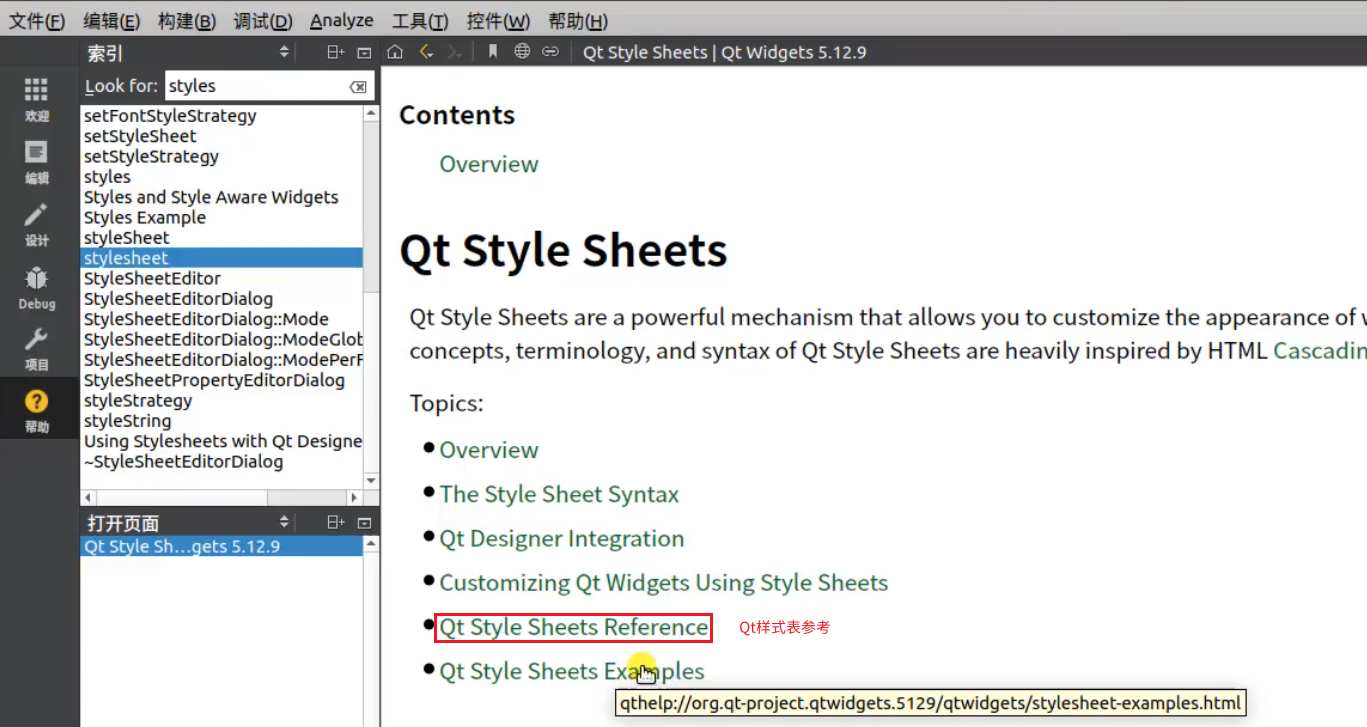 文件(F) 编辑(E) 构建(B) 调试(D) Analyze 工具(T) 控件(W) 帮助(H)
索引
Qt Style Sheets | Qt Widgets 5.12.9
Look for: styles
欢迎
编辑
设计
Debug
项目
帮助
setFontStyleStrategy
setStyleSheet
setStyleStrategy
styles
Styles and Style Aware Widgets
Styles Example
styleSheet
stylesheet
StyleSheetEditor
StyleSheetEditorDialog
StyleSheetEditorDialog::Mode
StyleSheetEditorDialog::ModeGlob
StyleSheetEditorDialog::ModePerF
StyleSheetPropertyEditorDialog
styleStrategy
styleString
Using Stylesheets with Qt Designe
~StyleSheetEditorDialog
打开页面
Qt Style Sh...gets 5.12.9
Contents
Overview
Qt Style Sheets
Qt Style Sheets are a powerful mechanism that allows you to customize the appearance of w
concepts, terminology, and syntax of Qt Style Sheets are heavily inspired by HTML Cascadin
Topics:
Overview
The Style Sheet Syntax
Qt Designer Integration
Customizing Qt Widgets Using Style Sheets
Qt Style Sheets Reference Qt样式表参考
Qt Style Sheets Examples
qthelp://org.qt-project.qtwidgets.5129/qtwidgets/stylesheet-examples.html